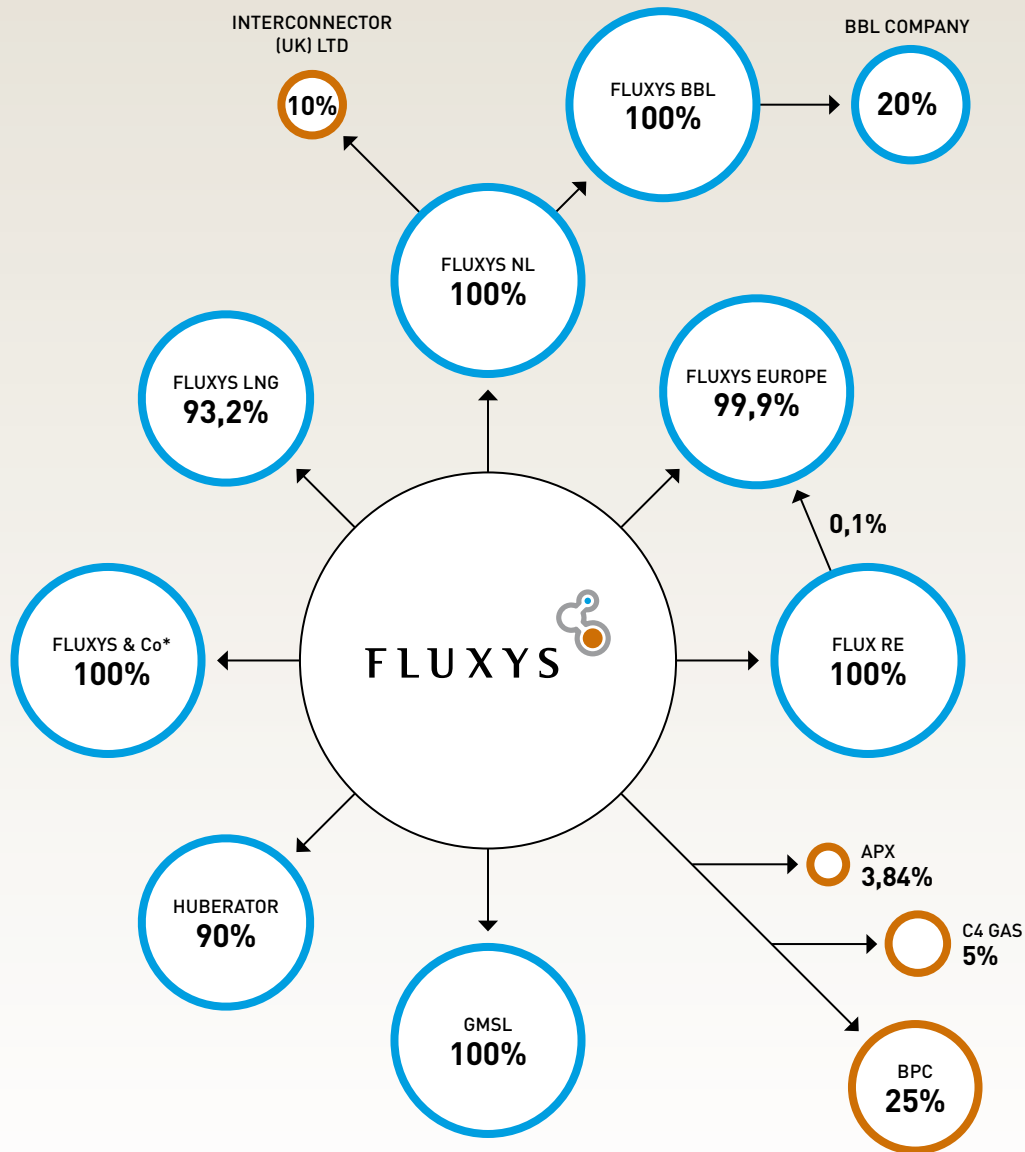 INTERCONNECTOR
(UK) LTD
10%
BBL COMPANY
20%
FLUXYS BBL
100%
FLUXYS NL
100%
FLUXYS LNG
93,2%
FLUXYS EUROPE
99,9%
0,1%
FLUXYS & Co*
100%
FLUXYS
FLUX RE
100%
HUBERATOR
90%
GMSL
100%
APX
3,84%
C4 GAS
5%
BPC
25%